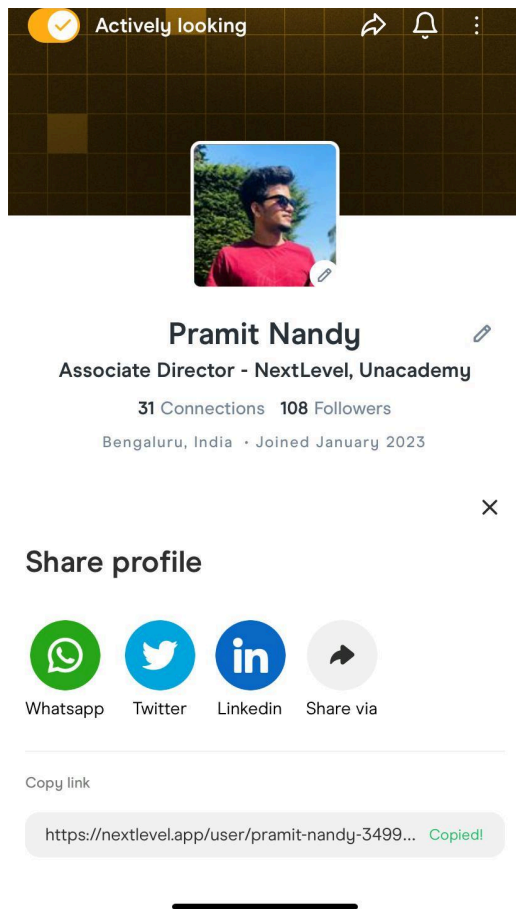 Actively looking
Pramit Nandy
Associate Director - NextLevel, Unacademy
31 Connections 108 Followers
Bengaluru, India • Joined January 2023
Share profile
Whatsapp Twitter Linkedin Share via
Copy link
https://nextlevel.app/user/pramit-nandy-3499... Copied!